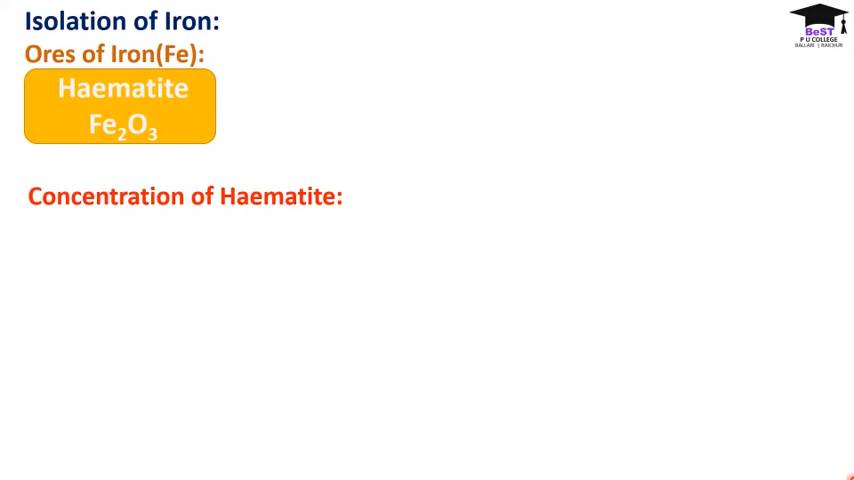 Isolation of Iron:
Ores of Iron(Fe):
Haematite
Fe₂O₃
Concentration of Haematite:
BeST
P U COLLEGE
BALLARI | RAICHUR